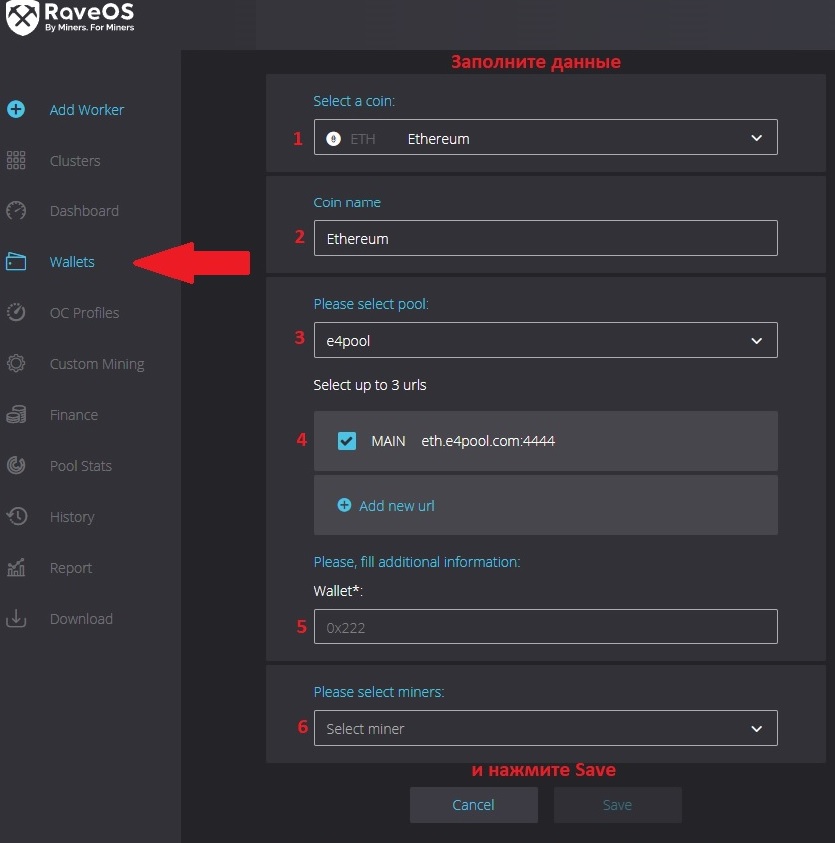 RaveOS
By Miners. For Miners
Add Worker
Clusters
Dashboard
Wallets
OC Profiles
Custom Mining
Finance
Pool Stats
History
Report
Download
Заполните данные
Select a coin:
1 ETH Ethereum
Coin name
2 Ethereum
Please select pool:
3 e4pool
Select up to 3 urls
4 MAIN eth.e4pool.com:4444
Add new url
Please, fill additional information:
Wallet*:
5 0x222
Please select miners:
6 Select miner
и нажмите Save
Cancel Save